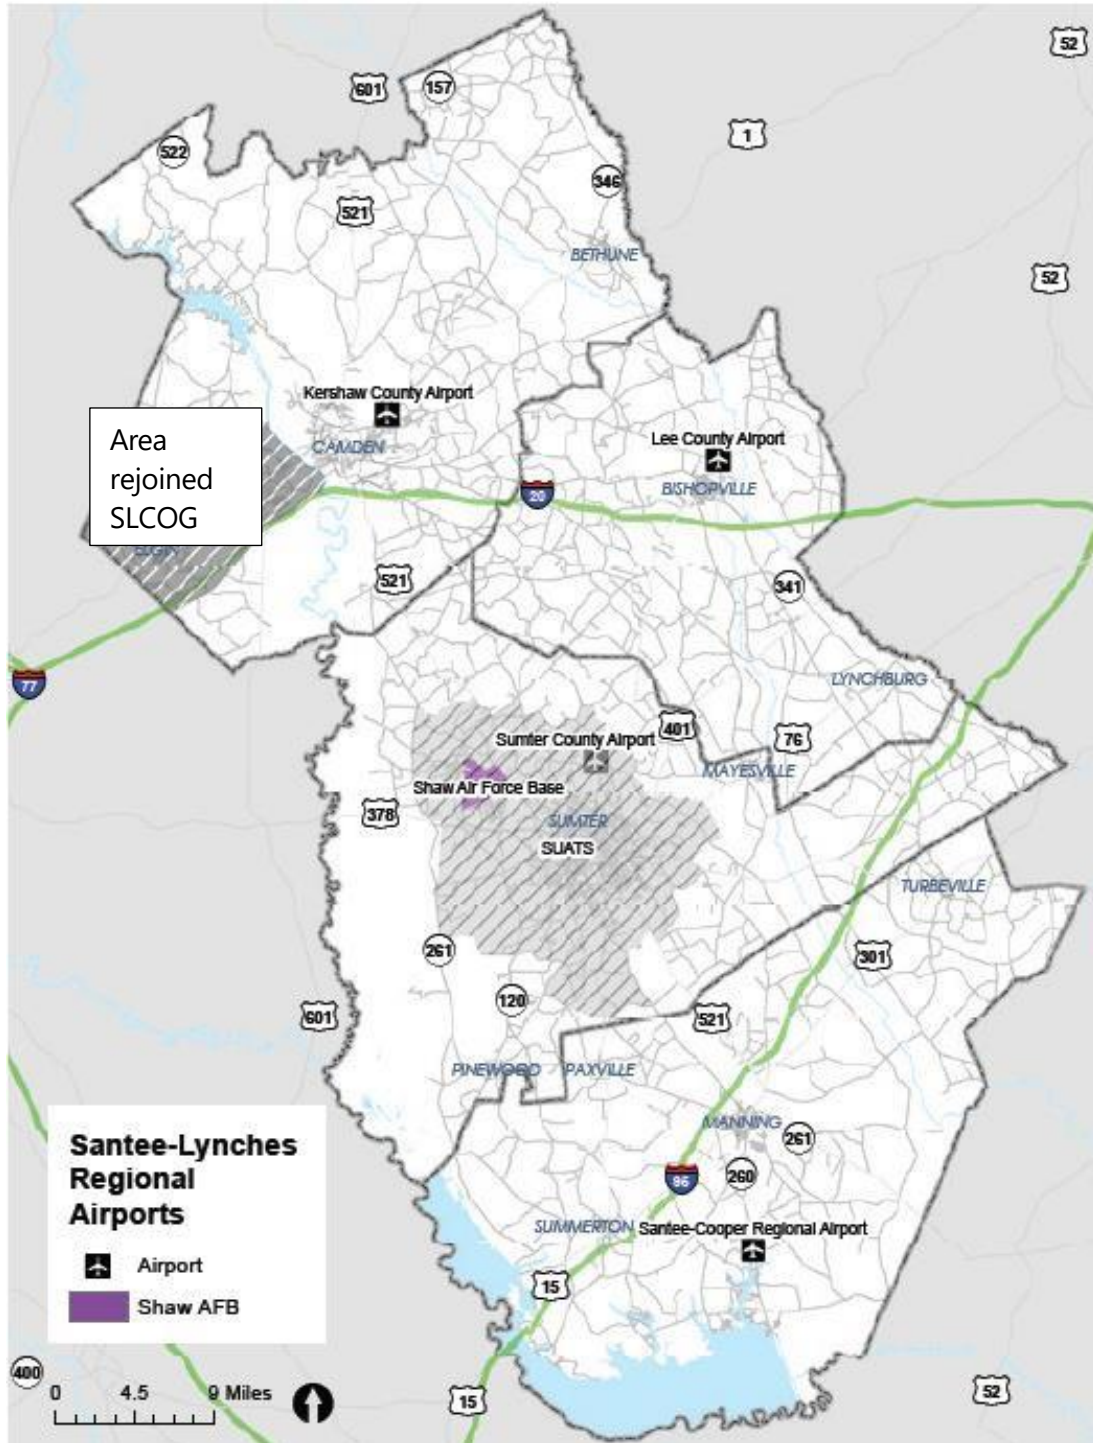 52
601
157
1
522
346
521
BETHUNE
52
Kershaw County Airport
CAMDEN
Area
rejoined
SLCOG
Lee County Airport
BISHOPVILLE
20
ELGIN
521
341
77
LYNCHBURG
401
76
Sumter County Airport
MAYESVILLE
Shaw Air Force Base
378
SUMTER
SUATS
TURBEVILLE
261
301
120
601
521
PINEWOOD
PAXVILLE
MANNING
261
260
SUMMERTON
Santee-Cooper Regional Airport
15
Santee-Lynches
Regional
Airports
Airport
Shaw AFB
400
0 4.5 9 Miles
15
52